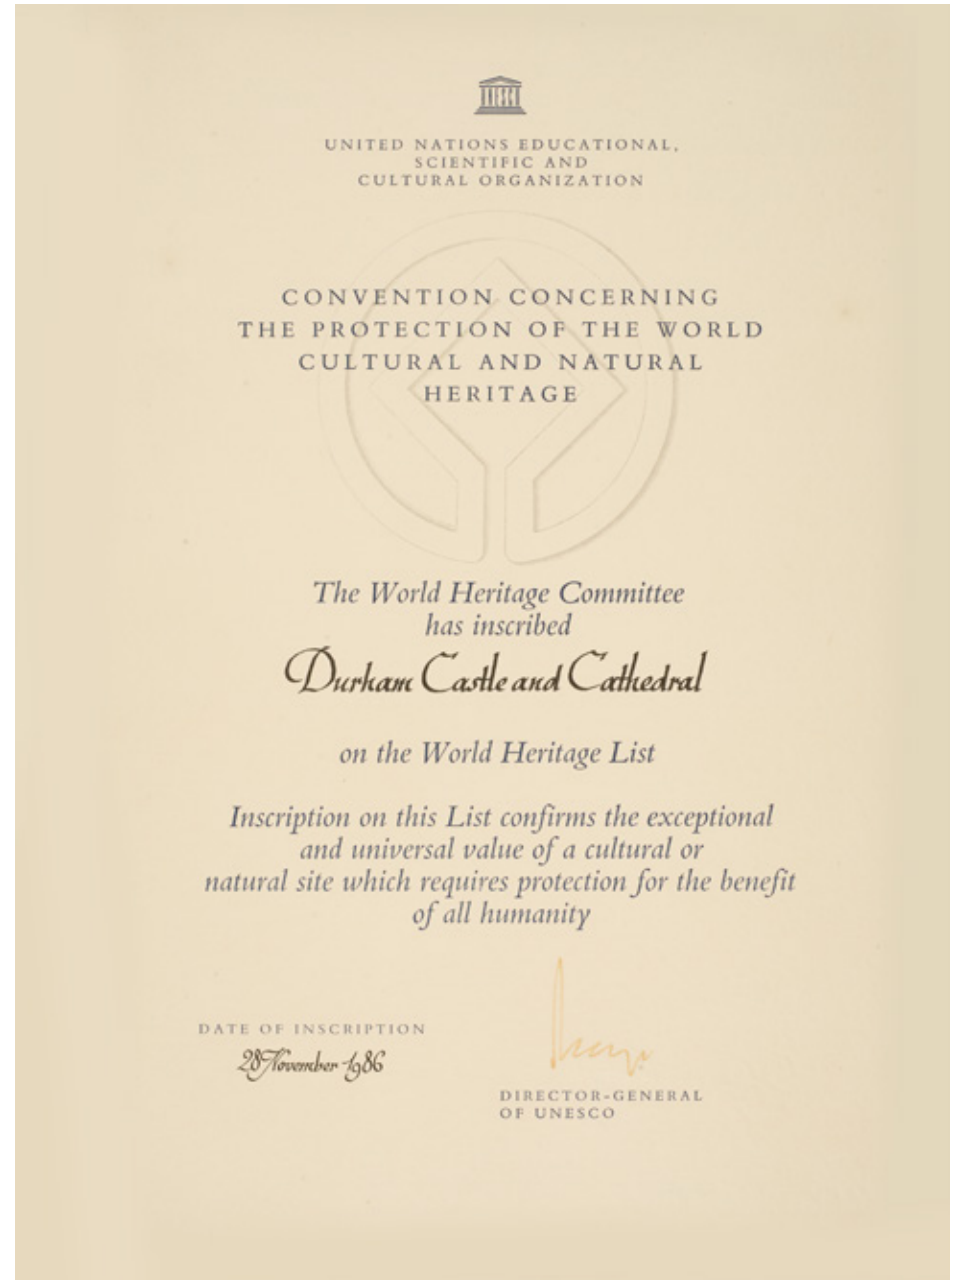 UNESCO
UNITED NATIONS EDUCATIONAL,
SCIENTIFIC AND
CULTURAL ORGANIZATION
CONVENTION CONCERNING
THE PROTECTION OF THE WORLD
CULTURAL AND NATURAL
HERITAGE
The World Heritage Committee
has inscribed
Durham Castle and Cathedral
on the World Heritage List
Inscription on this List confirms the exceptional
and universal value of a cultural or
natural site which requires protection for the benefit
of all humanity
DATE OF INSCRIPTION
28 November 1986
DIRECTOR-GENERAL
OF UNESCO